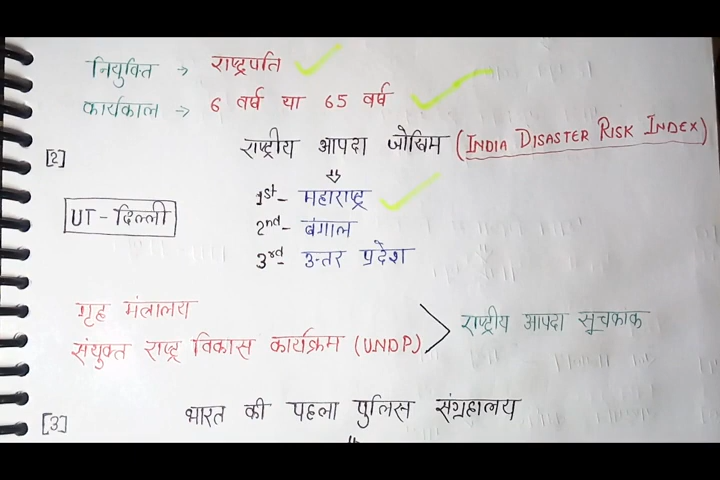 नियुक्ति → राष्ट्रपति
कार्यकाल → 6 वर्ष या 65 वर्ष
[2] राष्ट्रीय आपदा जोखिम (INDIA DISASTER RISK INDEX)
⇓
1st- महाराष्ट्र
UT - दिल्ली
2nd- बंगाल
3rd- उत्तर प्रदेश
गृह मंत्रालय
संयुक्त राष्ट्र विकास कार्यक्रम (UNDP) > राष्ट्रीय आपदा सूचकाक
[3] भारत की पहला पुलिस संग्रहालय